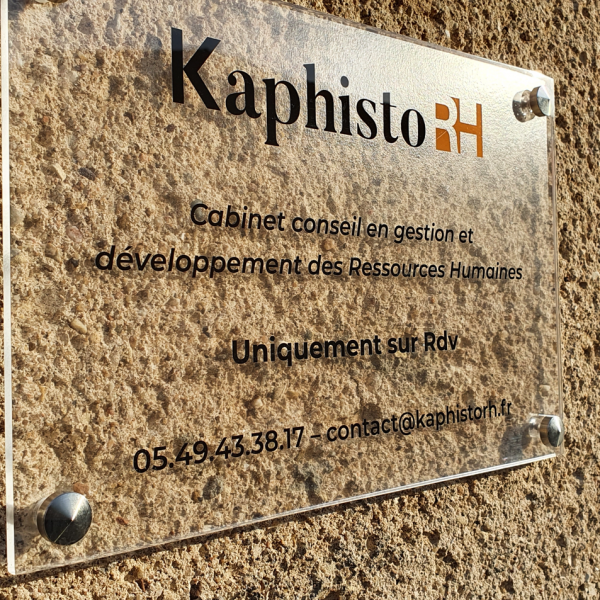 Kaphisto RH
Cabinet conseil en gestion et
développement des Ressources Humaines
Uniquement sur Rdv
05.49.43.38.17 – contact@kaphistorh.fr